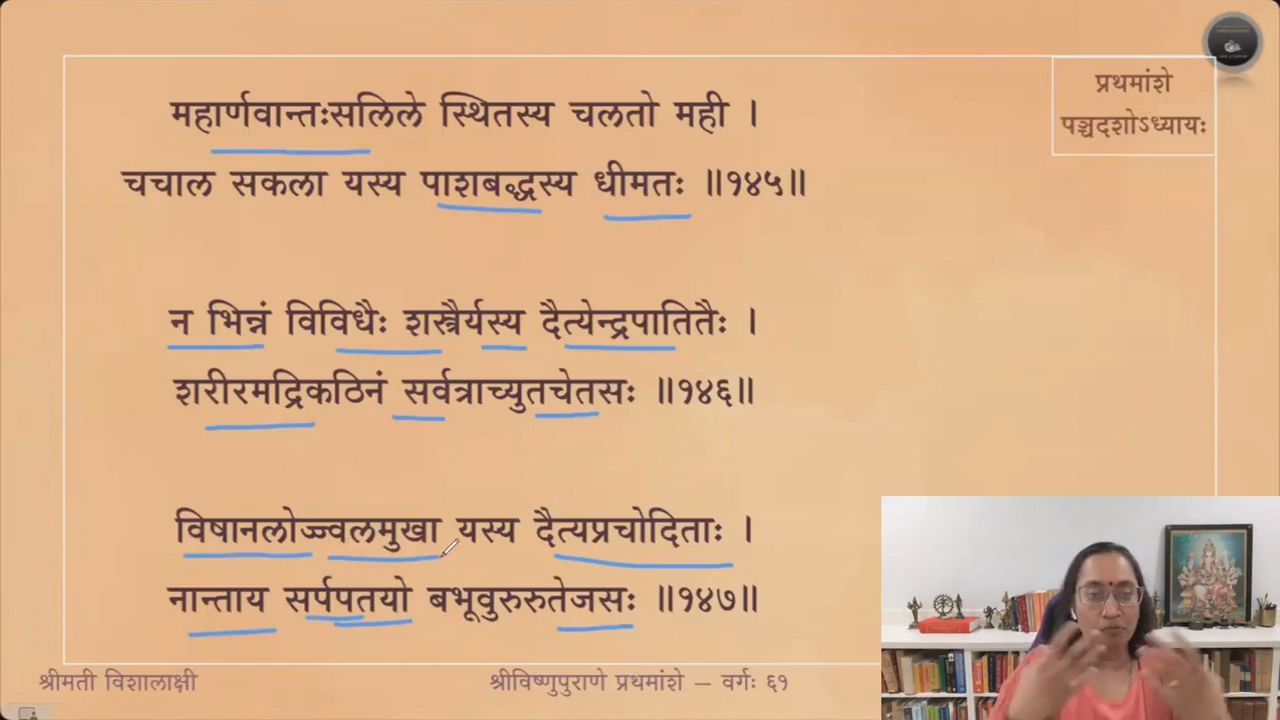 प्रथमांशे
पञ्चदशोऽध्यायः
महार्णवान्तःसलिले स्थितस्य चलतो मही ।
चचाल सकला यस्य पाशबद्धस्य धीमतः ॥१४५॥
न भिन्नं विविधैः शस्त्रैर्यस्य दैत्येन्द्रपातितैः ।
शरीरमद्रिकठिनं सर्वत्राच्युतचेतसः ॥१४६॥
विषानलोज्ज्वलमुखा यस्य दैत्यप्रचोदिताः ।
नान्ताय सर्पपतयो बभूवुरुरुतेजसः ॥१४७॥
श्रीमती विशालाक्षी
श्रीविष्णुपुराणे प्रथमांशे – वर्गः ६१